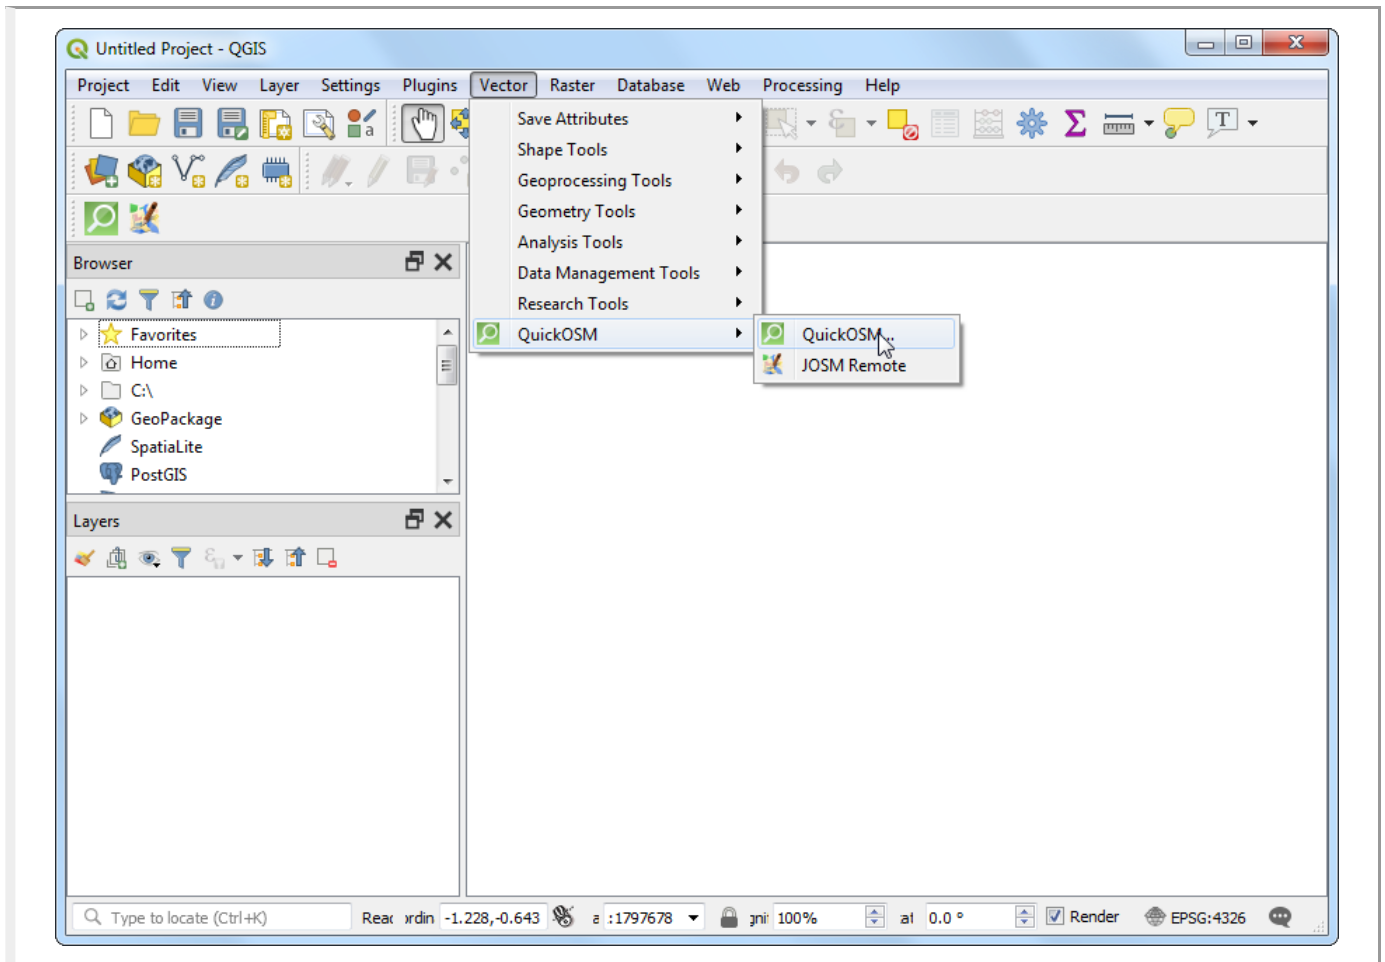 Untitled Project - QGIS
Project Edit View Layer Settings Plugins Vector Raster Database Web Processing Help
Save Attributes
Shape Tools
Geoprocessing Tools
Geometry Tools
Analysis Tools
Data Management Tools
Research Tools
QuickOSM
QuickOSM...
JOSM Remote
Browser
Favorites
Home
C:\
GeoPackage
SpatiaLite
PostGIS
Layers
Type to locate (Ctrl+K) -1.228,-0.643 :1797678 100% 0.0 ° Render EPSG:4326